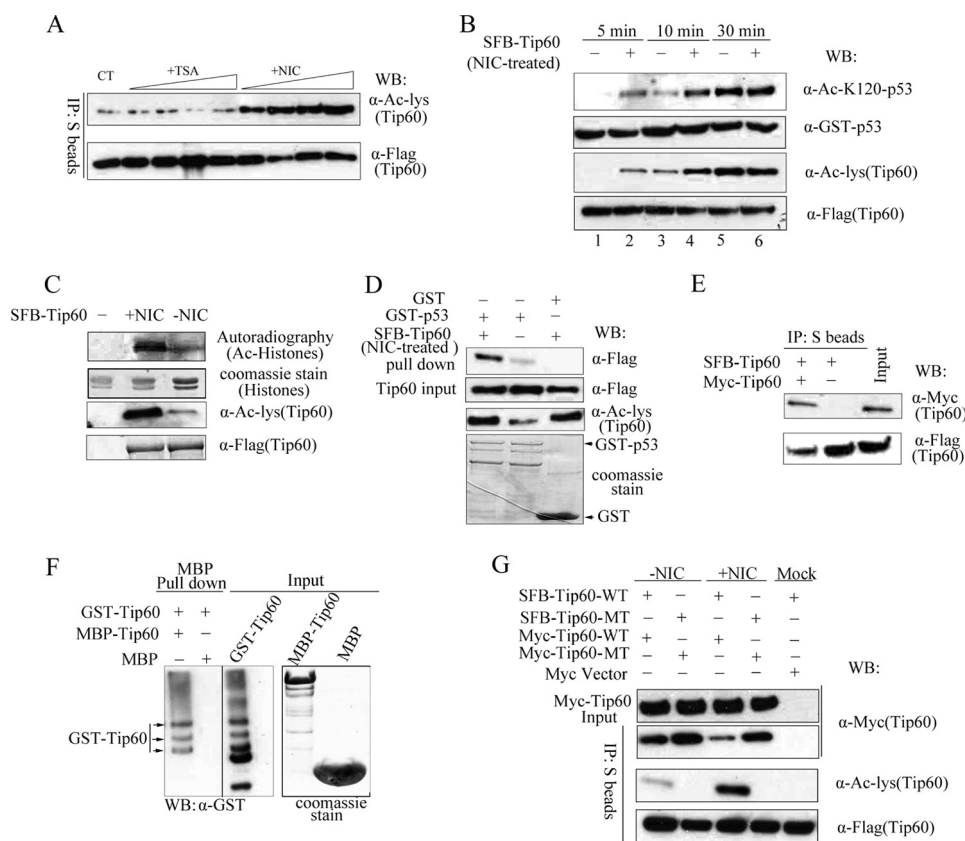 A
CT
+TSA
+NIC
WB:
IP: S beads
α-Ac-lys
(Tip60)
α-Flag
(Tip60)
B
5 min 10 min 30 min
SFB-Tip60
(NIC-treated)
− + − + − +
WB:
α-Ac-K120-p53
α-GST-p53
α-Ac-lys(Tip60)
α-Flag(Tip60)
1 2 3 4 5 6
C
SFB-Tip60 − +NIC -NIC
Autoradiography
(Ac-Histones)
coomassie stain
(Histones)
α-Ac-lys(Tip60)
α-Flag(Tip60)
D
− − + GST
GST-p53 + + −
SFB-Tip60 + − +
(NIC-treated )
WB:
pull down
α-Flag
Tip60 input
α-Flag
α-Ac-lys
(Tip60)
GST-p53
coomassie
stain
GST
E
IP: S beads
Input
SFB-Tip60 + +
Myc-Tip60 + −
WB:
α-Myc
(Tip60)
α-Flag
(Tip60)
F
MBP
Pull down
Input
GST-Tip60 + +
MBP-Tip60 + −
MBP − +
GST-Tip60
MBP-Tip60
MBP
GST-Tip60
WB: α-GST
coomassie
stain
G
-NIC +NIC Mock
SFB-Tip60-WT + − + − +
SFB-Tip60-MT − + − + −
Myc-Tip60-WT + − + − −
Myc-Tip60-MT − + − + −
Myc Vector − − − − +
WB:
Myc-Tip60
Input
α-Myc(Tip60)
IP: S beads
α-Ac-lys(Tip60)
α-Flag(Tip60)